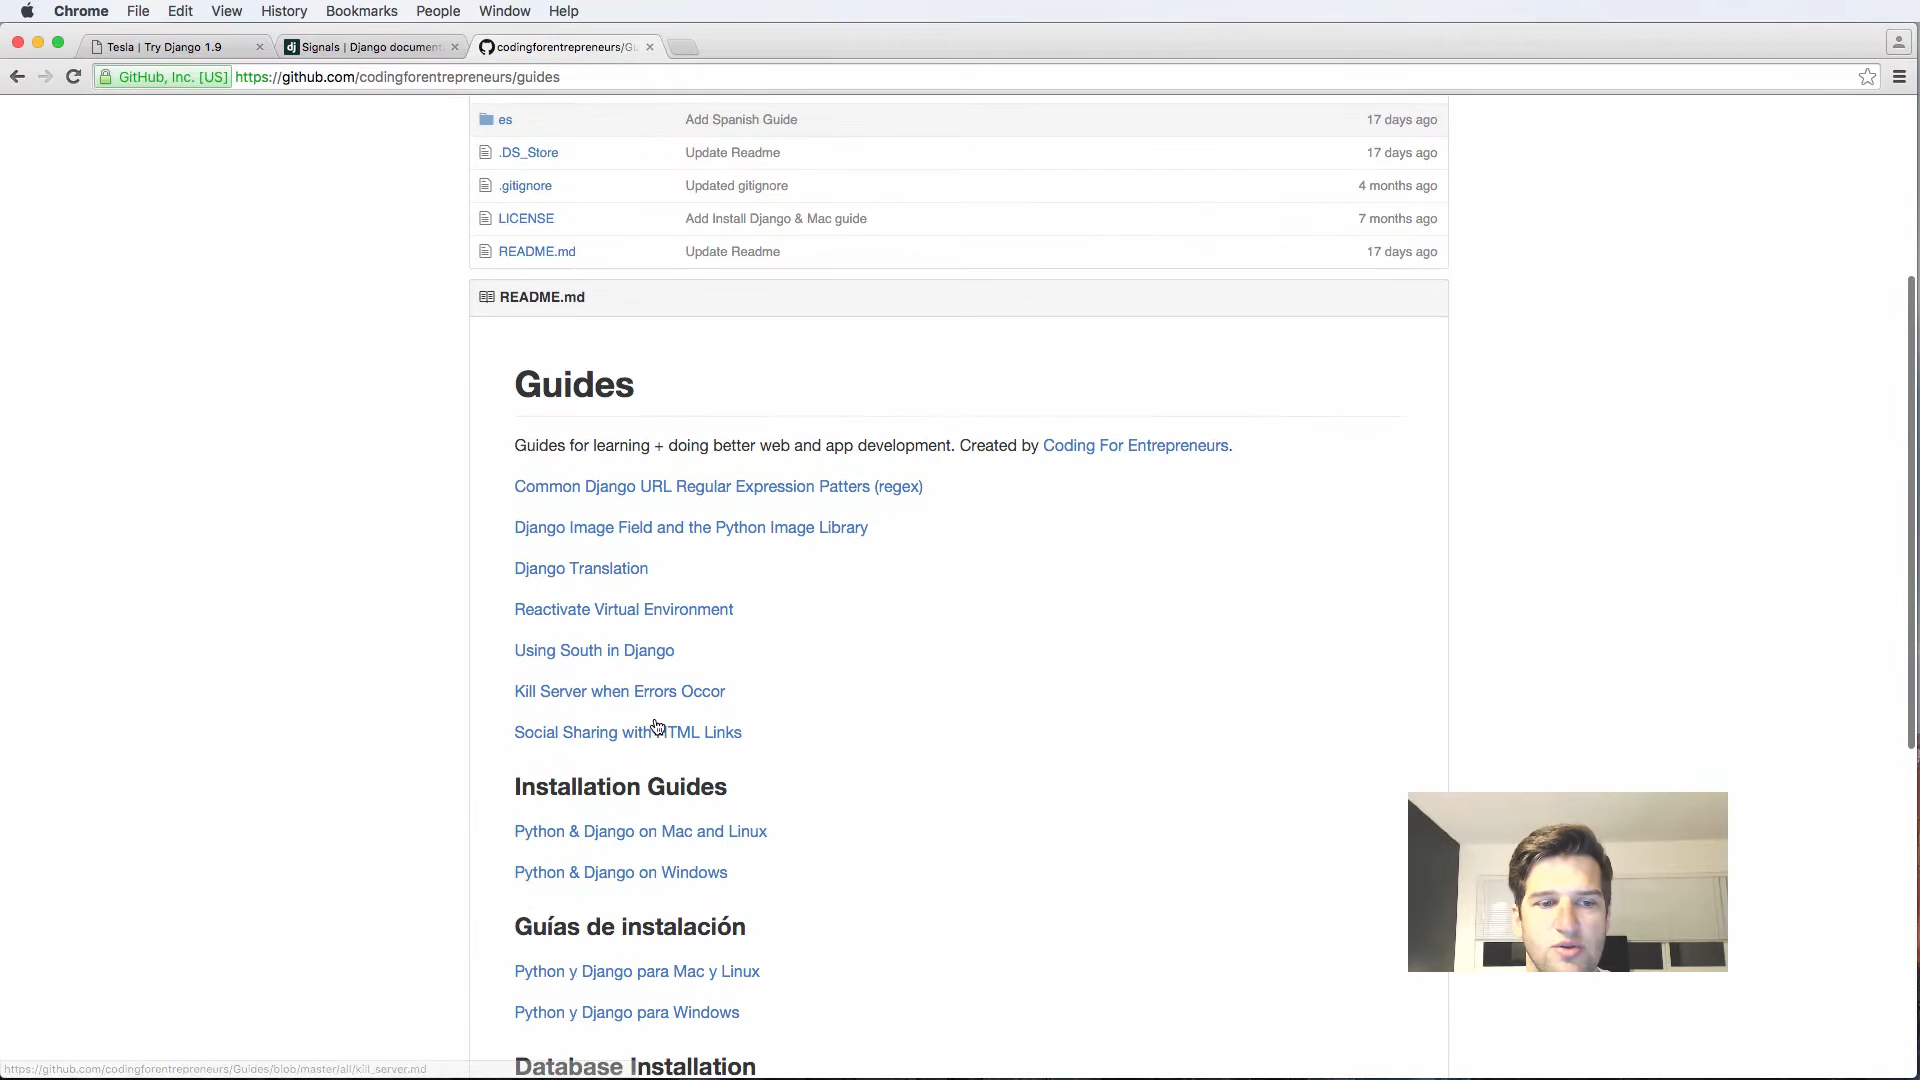 Chrome File Edit View History Bookmarks People Window Help
Tesla | Try Django 1.9
dj Signals | Django document
codingforentrepreneurs/G
GitHub, Inc. [US] https://github.com/codingforentrepreneurs/guides
es Add Spanish Guide 17 days ago
.DS_Store Update Readme 17 days ago
.gitignore Updated gitignore 4 months ago
LICENSE Add Install Django & Mac guide 7 months ago
README.md Update Readme 17 days ago
README.md
Guides
Guides for learning + doing better web and app development. Created by Coding For Entrepreneurs.
Common Django URL Regular Expression Patters (regex)
Django Image Field and the Python Image Library
Django Translation
Reactivate Virtual Environment
Using South in Django
Kill Server when Errors Occor
Social Sharing with HTML Links
Installation Guides
Python & Django on Mac and Linux
Python & Django on Windows
Guías de instalación
Python y Django para Mac y Linux
Python y Django para Windows
Database Installation
https://github.com/codingforentrepreneurs/Guides/blob/master/all/kill_server.md